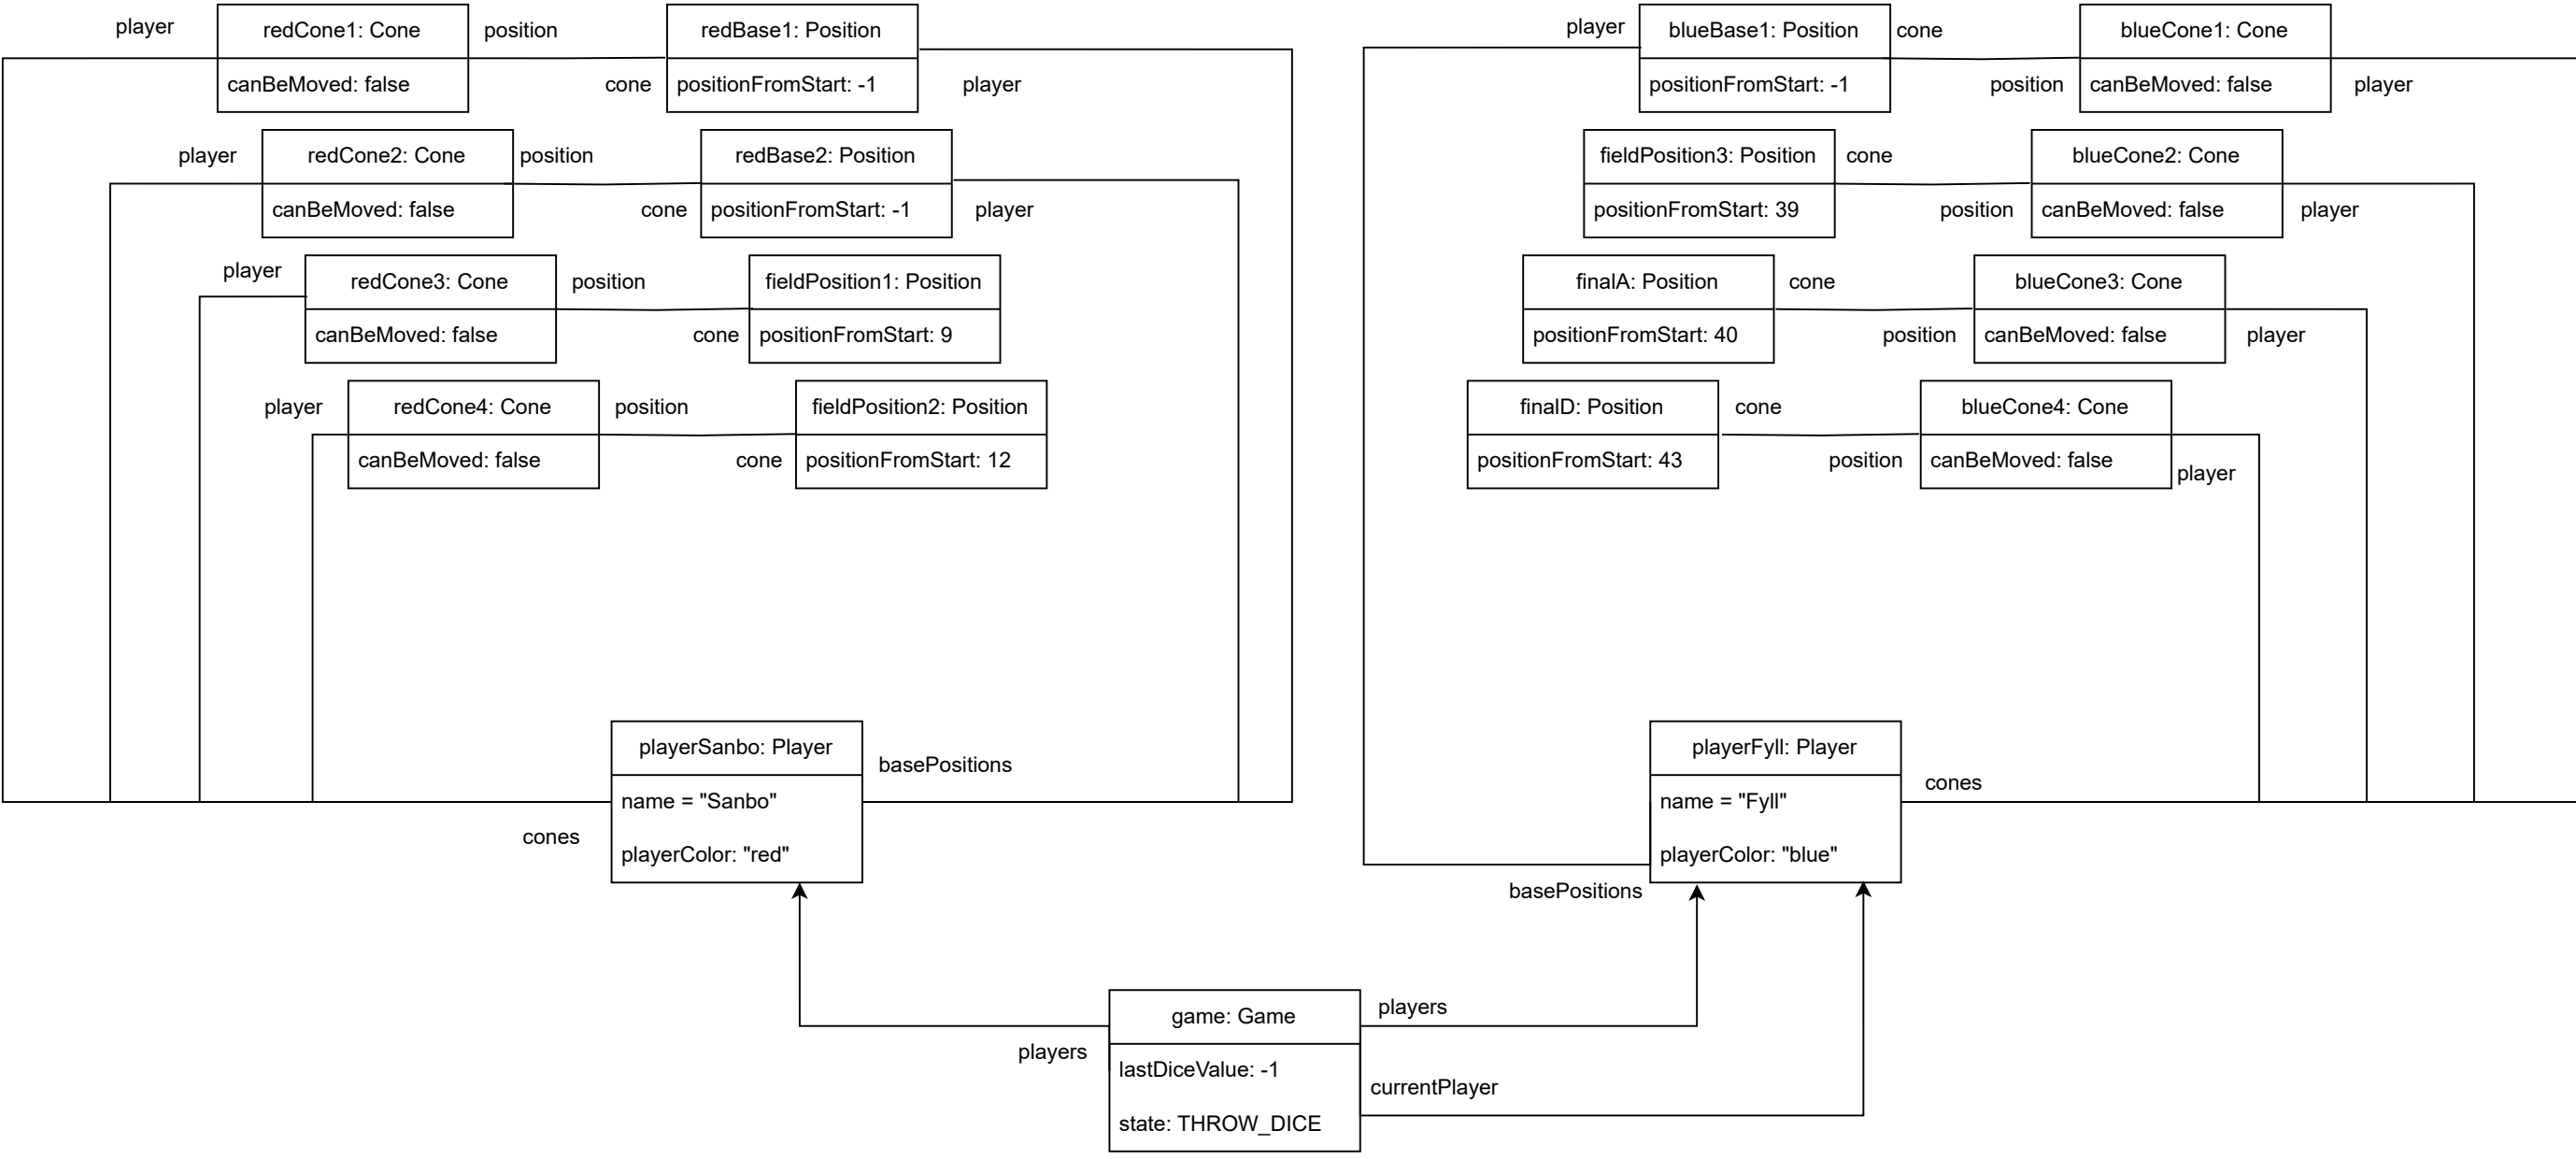 player
redCone1: Cone
position
redBase1: Position
canBeMoved: false
cone
positionFromStart: -1
player
player
redCone2: Cone
position
redBase2: Position
canBeMoved: false
cone
positionFromStart: -1
player
player
redCone3: Cone
position
fieldPosition1: Position
canBeMoved: false
cone
positionFromStart: 9
player
redCone4: Cone
position
fieldPosition2: Position
canBeMoved: false
cone
positionFromStart: 12
player
blueBase1: Position
cone
blueCone1: Cone
positionFromStart: -1
position
canBeMoved: false
player
fieldPosition3: Position
cone
blueCone2: Cone
positionFromStart: 39
position
canBeMoved: false
player
finalA: Position
cone
blueCone3: Cone
positionFromStart: 40
position
canBeMoved: false
player
finalD: Position
cone
blueCone4: Cone
positionFromStart: 43
position
canBeMoved: false
player
playerSanbo: Player
basePositions
name = "Sanbo"
cones
playerColor: "red"
playerFyll: Player
cones
name = "Fyll"
playerColor: "blue"
basePositions
game: Game
players
players
lastDiceValue: -1
currentPlayer
state: THROW_DICE